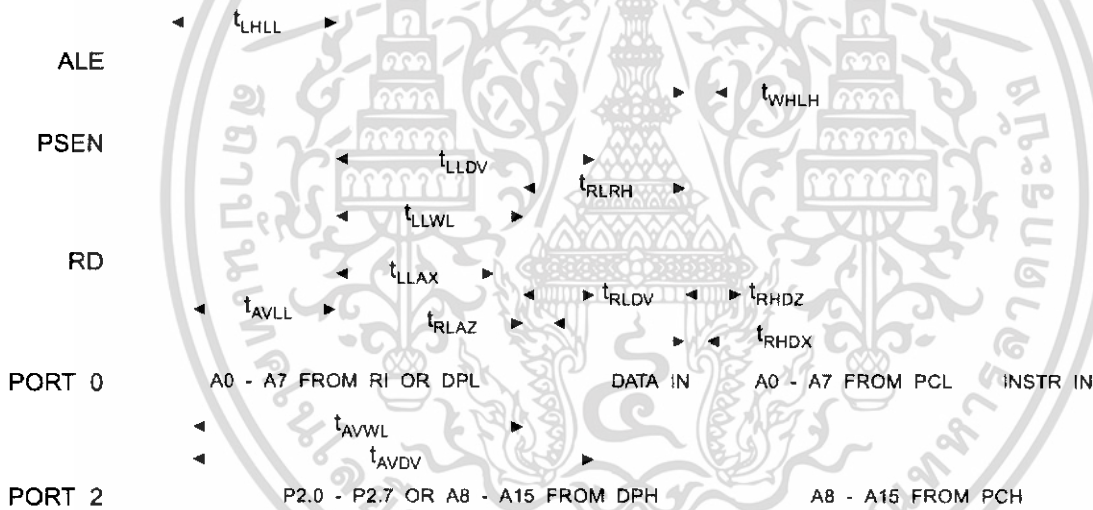 tLHLL
ALE
tWHLH
PSEN
tLLDV
tRLRH
tLLWL
RD
tLLAX
tRLDV tRHDZ
tAVLL
tRLAZ
tRHDX
PORT 0 A0 - A7 FROM RI OR DPL DATA IN A0 - A7 FROM PCL INSTR IN
tAVWL
tAVDV
PORT 2 P2.0 - P2.7 OR A8 - A15 FROM DPH A8 - A15 FROM PCH